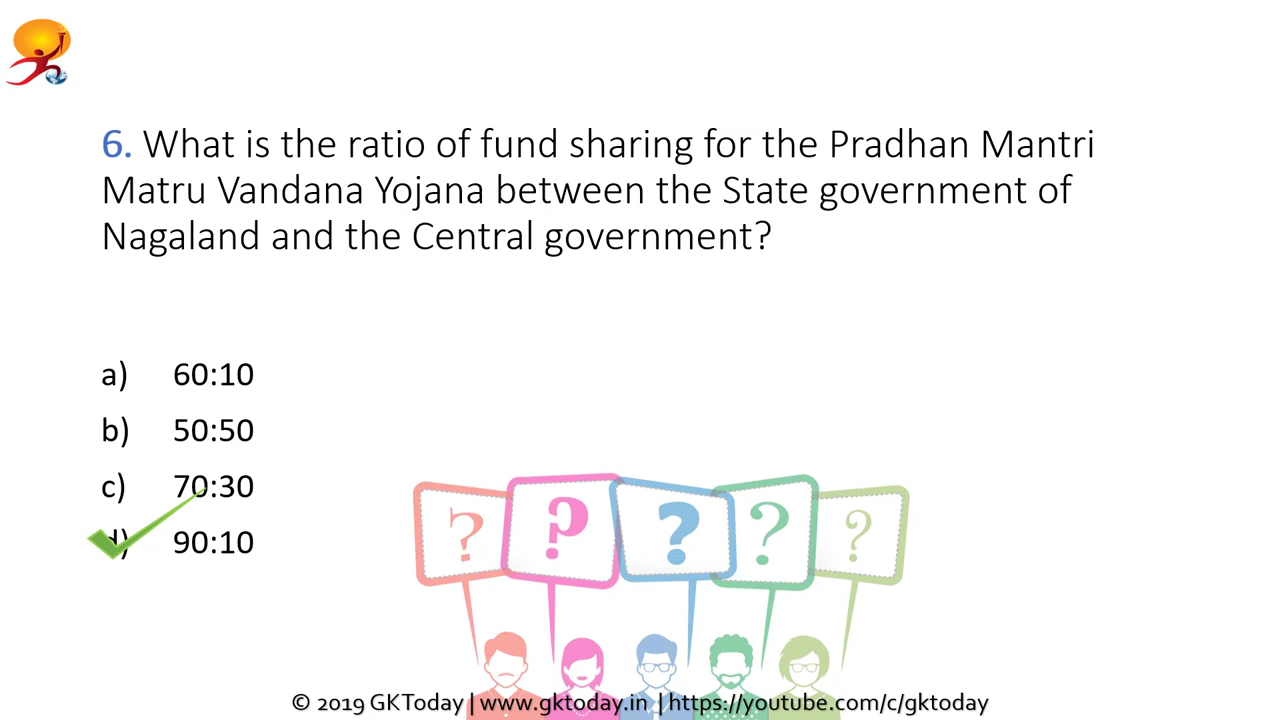 6. What is the ratio of fund sharing for the Pradhan Mantri
Matru Vandana Yojana between the State government of
Nagaland and the Central government?
a) 60:10
b) 50:50
c) 70:30
d) 90:10
? ? ? ? ?
© 2019 GKToday | www.gktoday.in | https://youtube.com/c/gktoday